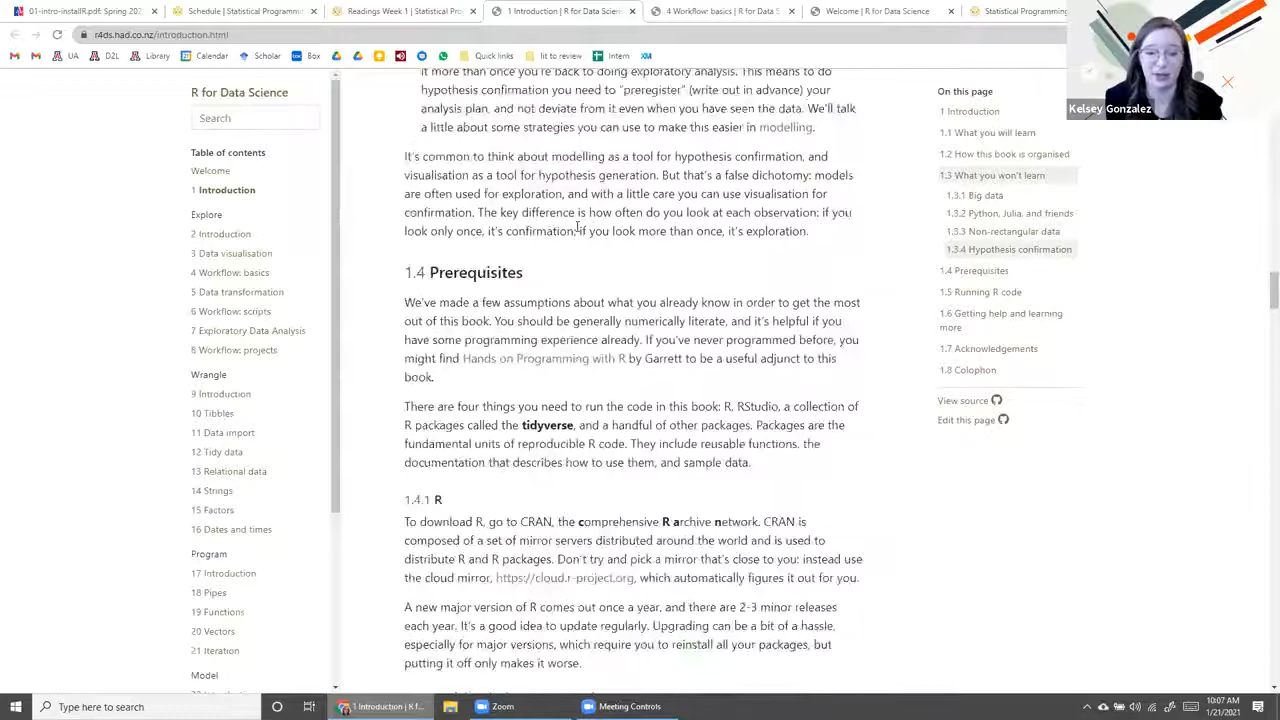 01-intro-install.pdf: Spring 202
Schedule | Statistical Programm
Readings Week 1 | Statistical Pro
1 Introduction | R for Data Scien
4 Workflow: basics | R for Data S
Welcome | R for Data Science
Statistical Programming
r4ds.had.co.nz/introduction.html
UA
D2L
Library
Calendar
Scholar
Box
Quick links
lit to review
Intern
XM
Kelsey Gonzalez
R for Data Science
Search
Table of contents
Welcome
1 Introduction
Explore
2 Introduction
3 Data visualisation
4 Workflow: basics
5 Data transformation
6 Workflow: scripts
7 Exploratory Data Analysis
8 Workflow: projects
Wrangle
9 Introduction
10 Tibbles
11 Data import
12 Tidy data
13 Relational data
14 Strings
15 Factors
16 Dates and times
Program
17 Introduction
18 Pipes
19 Functions
20 Vectors
21 Iteration
Model
it more than once you're back to doing exploratory analysis. This means to do
hypothesis confirmation you need to "preregister" (write out in advance) your
analysis plan, and not deviate from it even when you have seen the data. We'll talk
a little about some strategies you can use to make this easier in modelling.
It's common to think about modelling as a tool for hypothesis confirmation, and
visualisation as a tool for hypothesis generation. But that's a false dichotomy: models
are often used for exploration, and with a little care you can use visualisation for
confirmation. The key difference is how often do you look at each observation: if you
look only once, it's confirmation; if you look more than once, it's exploration.
1.4 Prerequisites
We've made a few assumptions about what you already know in order to get the most
out of this book. You should be generally numerically literate, and it's helpful if you
have some programming experience already. If you've never programmed before, you
might find Hands on Programming with R by Garrett to be a useful adjunct to this
book.
There are four things you need to run the code in this book: R, RStudio, a collection of
R packages called the tidyverse, and a handful of other packages. Packages are the
fundamental units of reproducible R code. They include reusable functions, the
documentation that describes how to use them, and sample data.
1.4.1 R
To download R, go to CRAN, the comprehensive R archive network. CRAN is
composed of a set of mirror servers distributed around the world and is used to
distribute R and R packages. Don't try and pick a mirror that's close to you: instead use
the cloud mirror, https://cloud.r-project.org, which automatically figures it out for you.
A new major version of R comes out once a year, and there are 2-3 minor releases
each year. It's a good idea to update regularly. Upgrading can be a bit of a hassle,
especially for major versions, which require you to reinstall all your packages, but
putting it off only makes it worse.
On this page
1 Introduction
1.1 What you will learn
1.2 How this book is organised
1.3 What you won't learn
1.3.1 Big data
1.3.2 Python, Julia, and friends
1.3.3 Non-rectangular data
1.3.4 Hypothesis confirmation
1.4 Prerequisites
1.5 Running R code
1.6 Getting help and learning
more
1.7 Acknowledgements
1.8 Colophon
View source
Edit this page
Type here to search
1 Introduction | R f...
Zoom
Meeting Controls
10:07 AM
1/21/2021